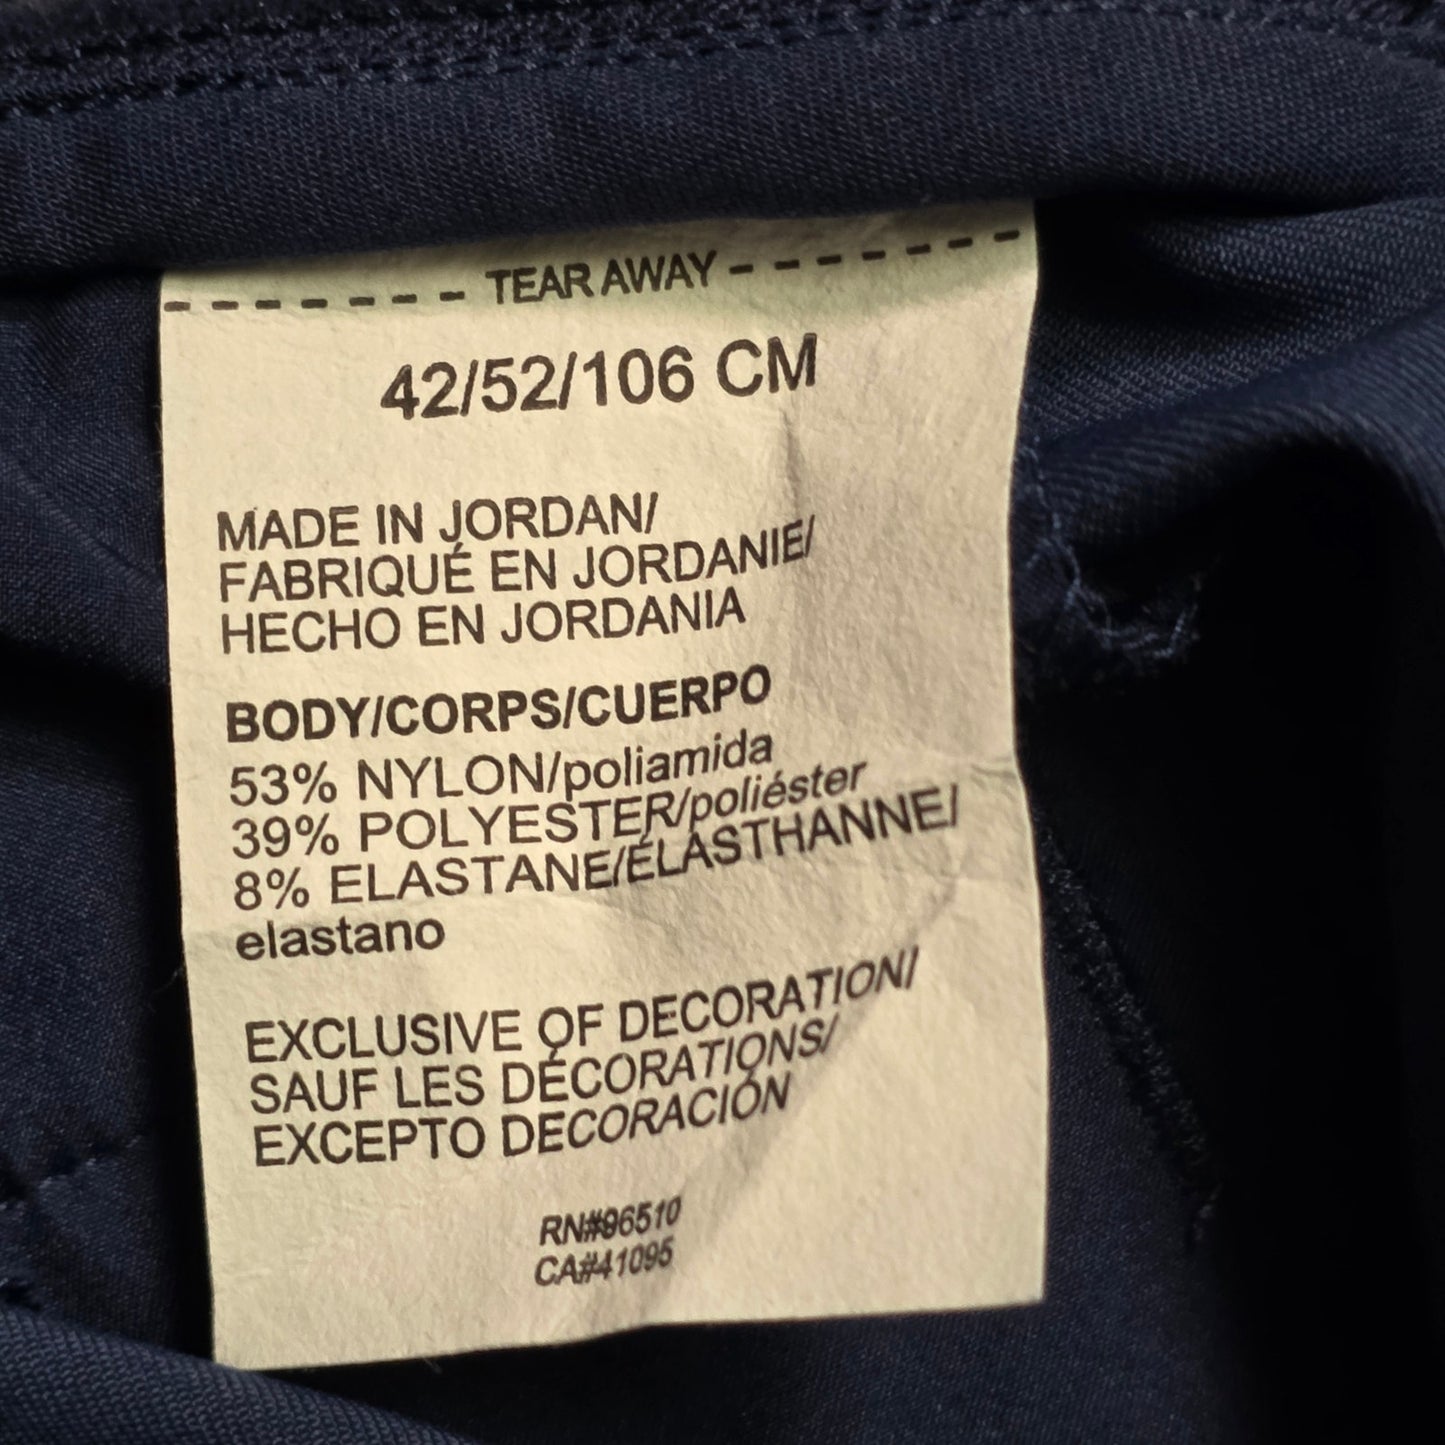 TEAR AWAY
42/52/106 CM
MADE IN JORDAN/
FABRIQUÉ EN JORDANIE/
HECHO EN JORDANIA
BODY/CORPS/CUERPO
53% NYLON/poliamida
39% POLYESTER/poliéster
8% ELASTANE/ÉLASTHANNE/
elastano
EXCLUSIVE OF DECORATION/
SAUF LES DÉCORATIONS/
EXCEPTO DECORACIÓN
RN#96510
CA#41095